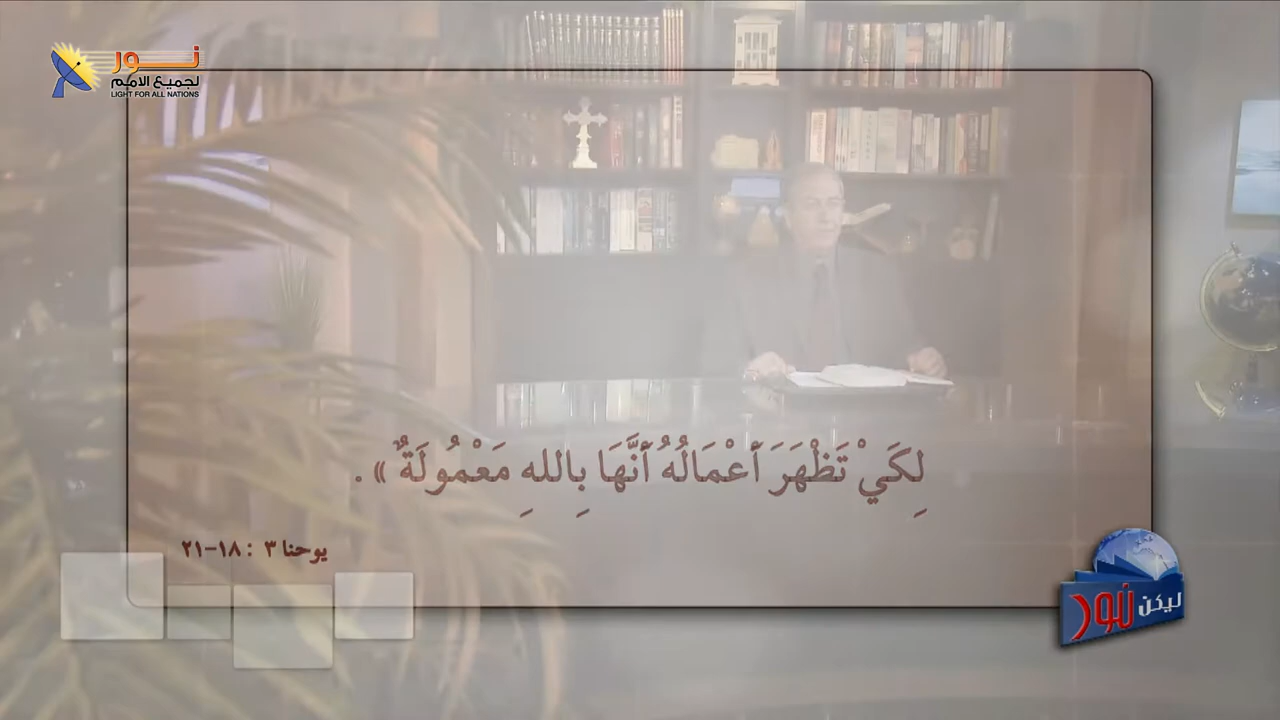 نور
لجميع الامم
LIGHT FOR ALL NATIONS
لِكَيْ تَظْهَرَ أَعْمَالُهُ أَنَّهَا بِاللهِ مَعْمُولَةٌ » .
يوحنا ٣ : ١٨-٢١
ليكن نور